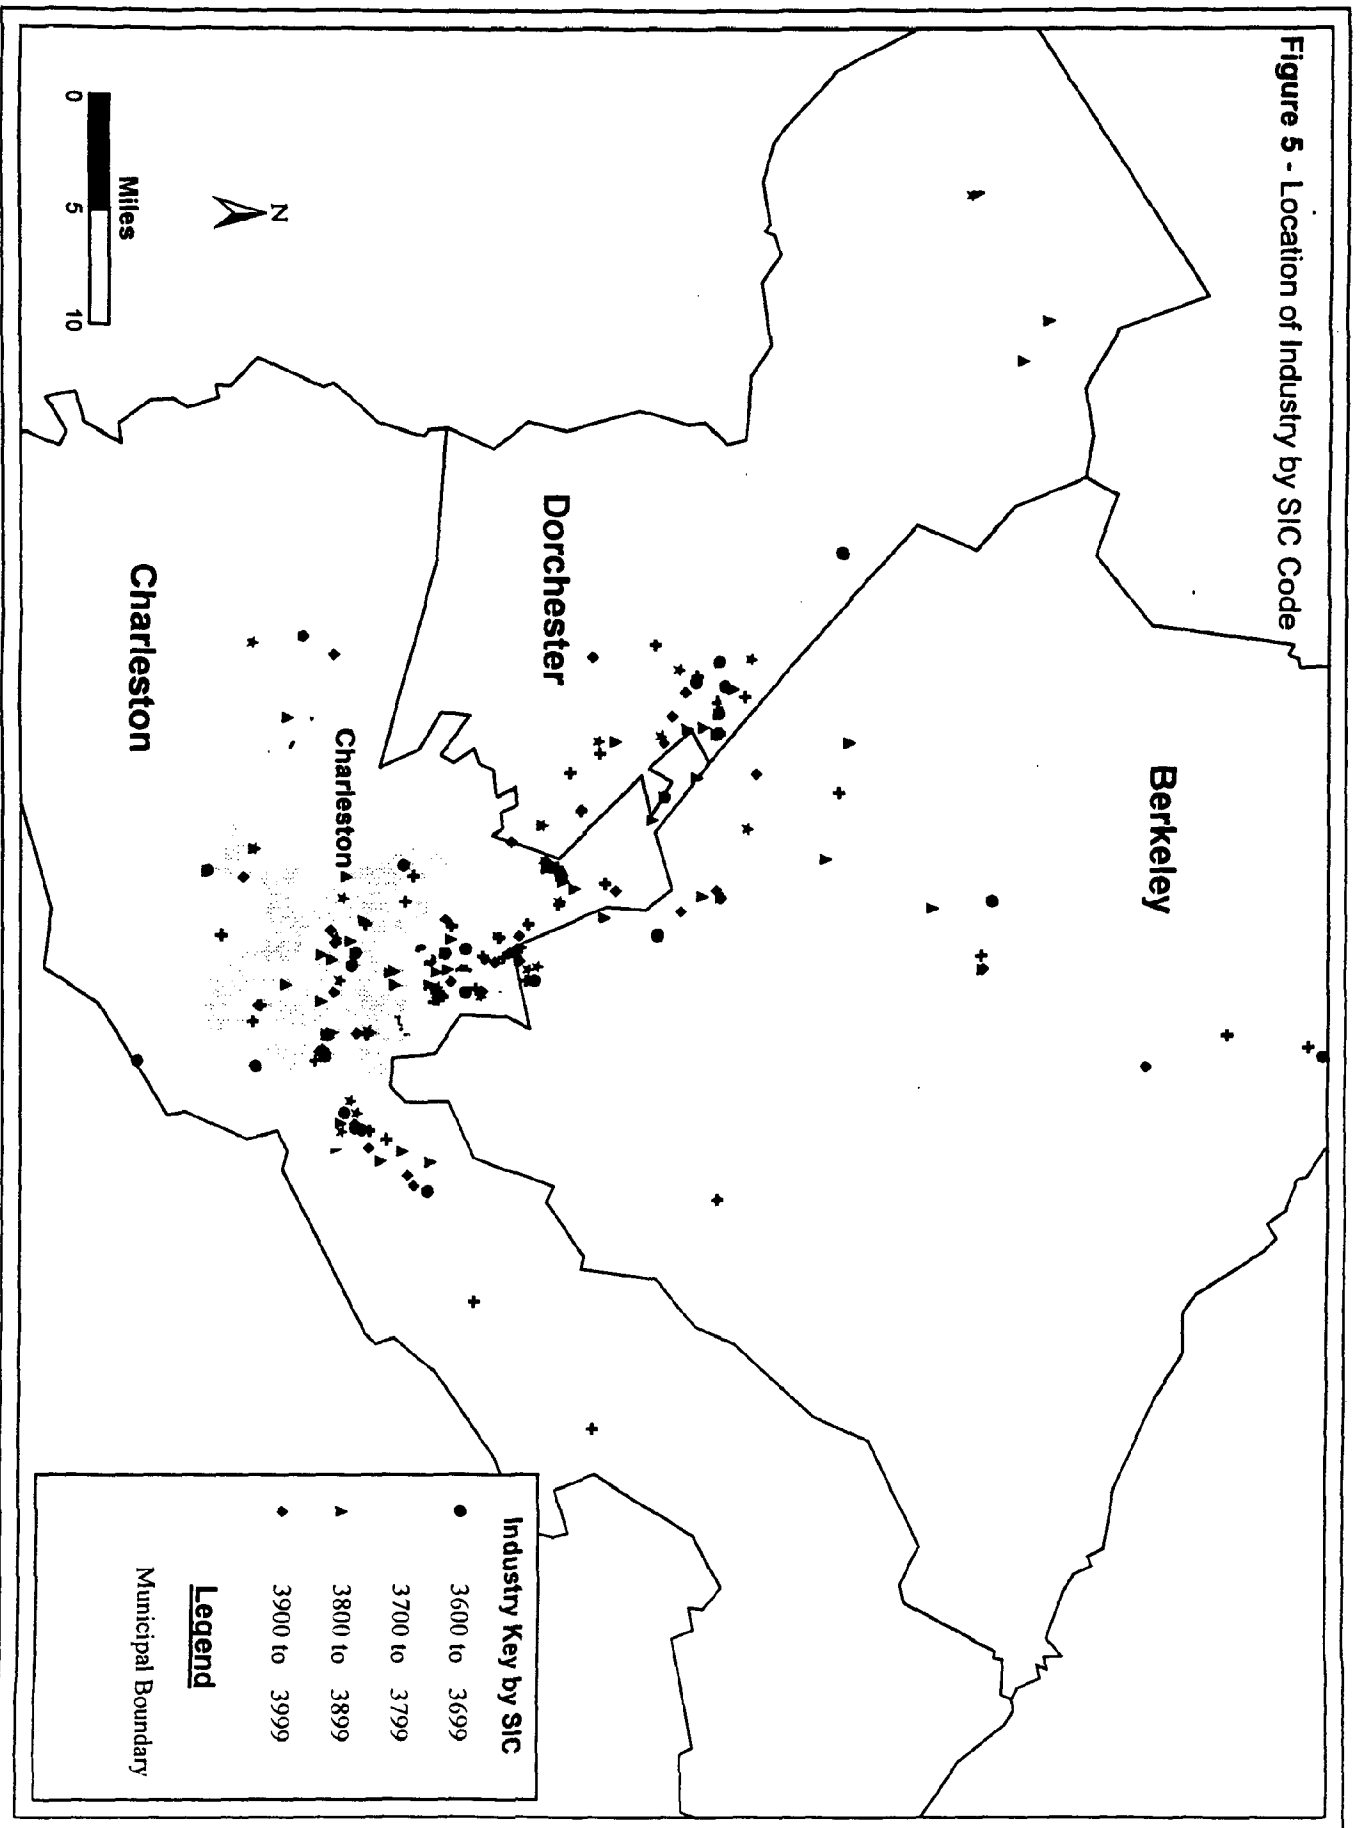 Figure 5 - Location of Industry by SIC Code
Berkeley
Dorchester
Charleston
Charleston
N
Miles
0 5 10
Industry Key by SIC
3600 to 3699
3700 to 3799
3800 to 3899
3900 to 3999
Legend
Municipal Boundary